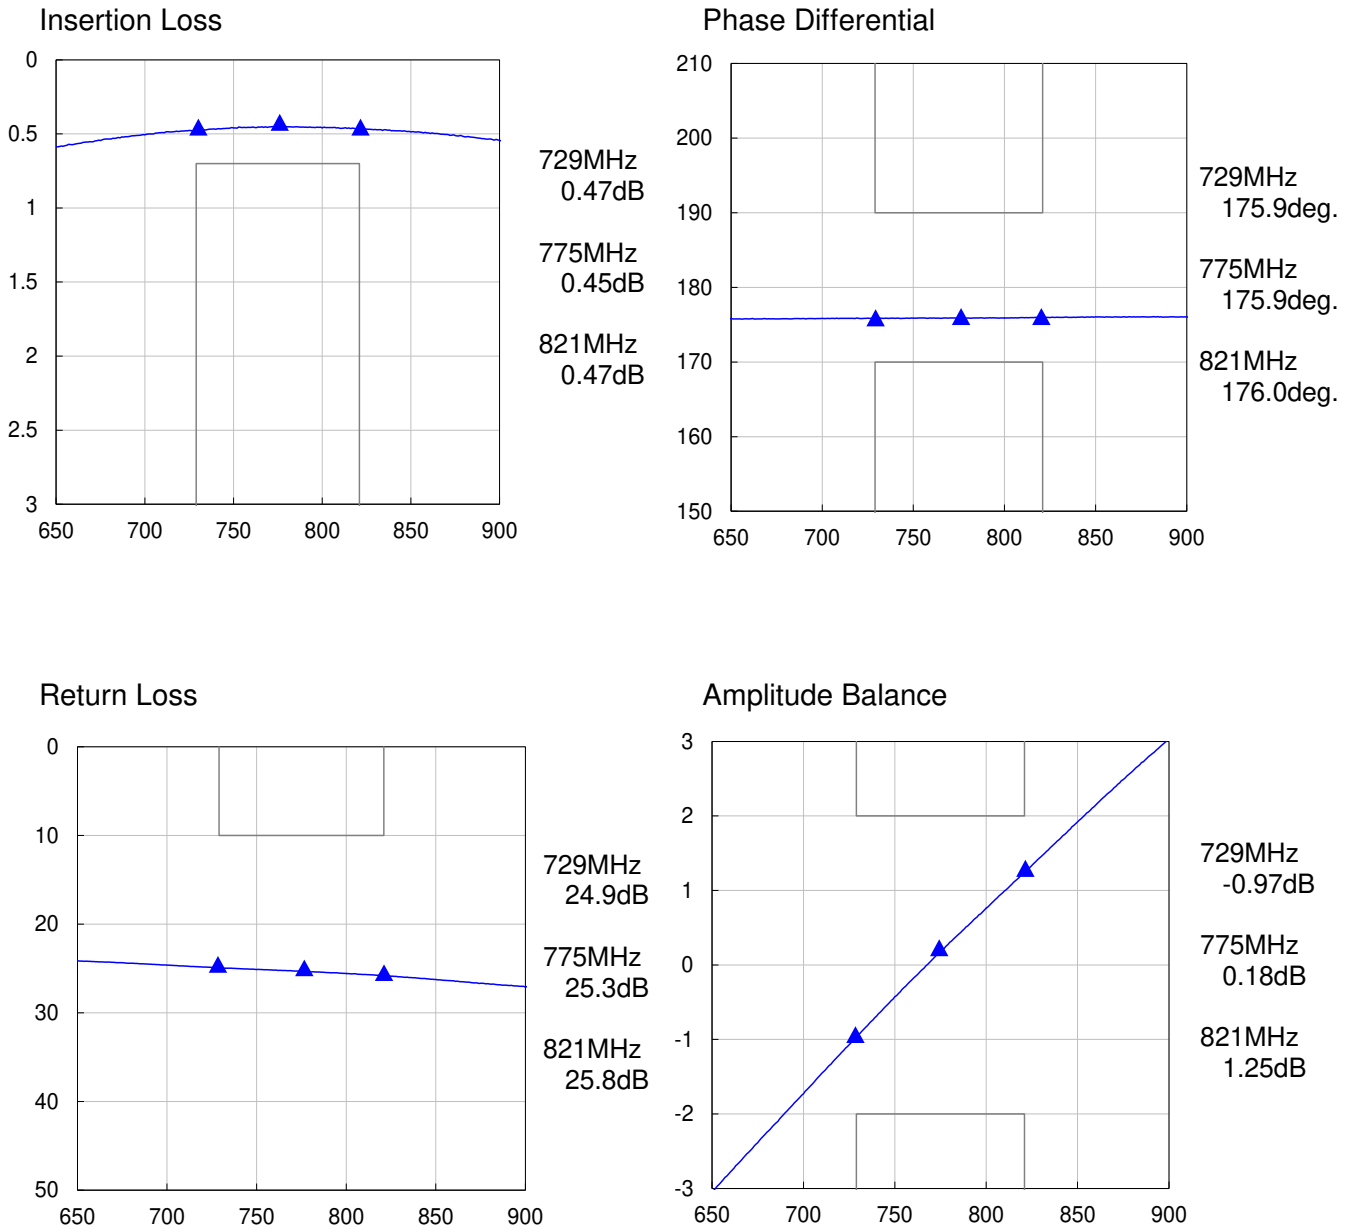 Insertion Loss
0
0.5
1
1.5
2
2.5
3
650 700 750 800 850 900
729MHz
0.47dB
775MHz
0.45dB
821MHz
0.47dB
Phase Differential
210
200
190
180
170
160
150
650 700 750 800 850 900
729MHz
175.9deg.
775MHz
175.9deg.
821MHz
176.0deg.
Return Loss
0
10
20
30
40
50
650 700 750 800 850 900
729MHz
24.9dB
775MHz
25.3dB
821MHz
25.8dB
Amplitude Balance
3
2
1
0
-1
-2
-3
650 700 750 800 850 900
729MHz
-0.97dB
775MHz
0.18dB
821MHz
1.25dB